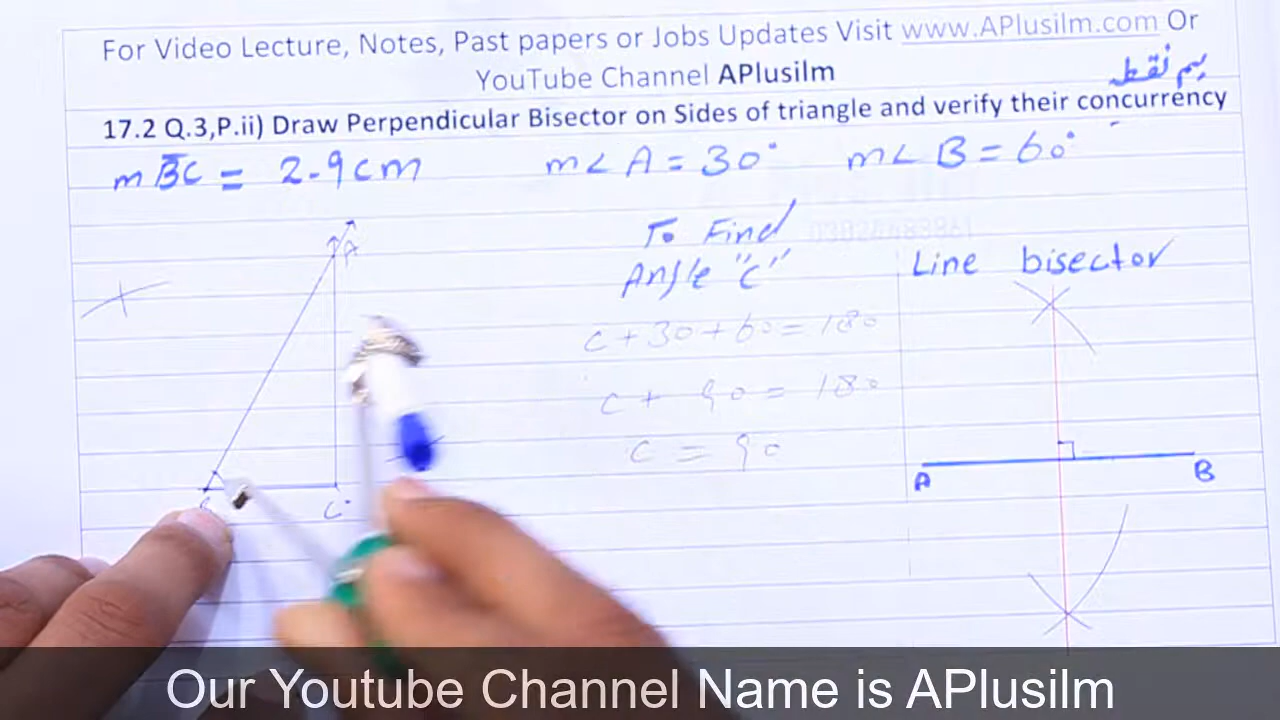 For Video Lecture, Notes, Past papers or Jobs Updates Visit www.APlusilm.com Or
YouTube Channel APlusilm
ہم نقطہ
17.2 Q.3,P.ii) Draw Perpendicular Bisector on Sides of triangle and verify their concurrency
mBC = 2.9cm m∠A = 30° m∠B = 60°
To Find
Angle "C"
Line bisector
A
C + 30 + 60 = 180
C + 90 = 180
C = 90
A B
C
Our Youtube Channel Name is APlusilm